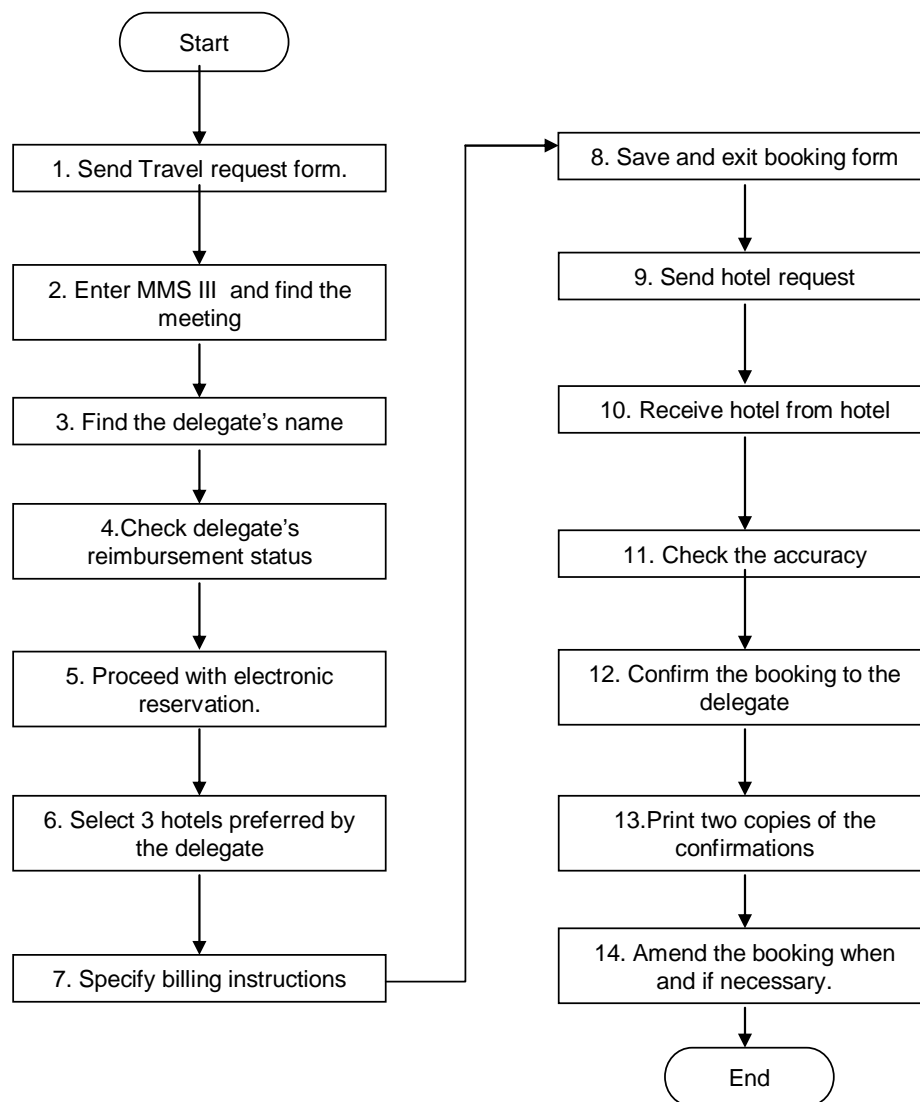 Start
1. Send Travel request form.
2. Enter MMS III and find the
meeting
3. Find the delegate's name
4.Check delegate's
reimbursement status
5. Proceed with electronic
reservation.
6. Select 3 hotels preferred by
the delegate
7. Specify billing instructions
8. Save and exit booking form
9. Send hotel request
10. Receive hotel from hotel
11. Check the accuracy
12. Confirm the booking to the
delegate
13.Print two copies of the
confirmations
14. Amend the booking when
and if necessary.
End